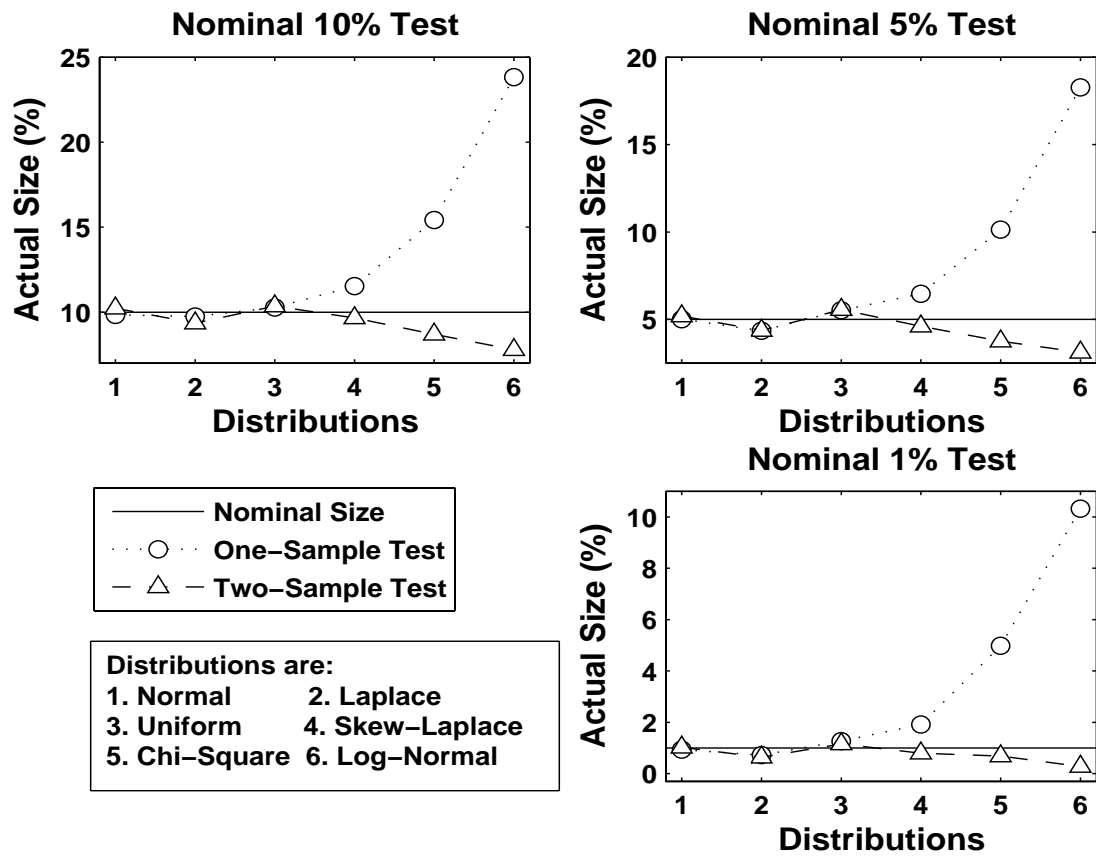 Nominal 10% Test
Actual Size (%)
25
20
15
10
1 2 3 4 5 6
Distributions
Nominal 5% Test
Actual Size (%)
20
15
10
5
1 2 3 4 5 6
Distributions
Nominal Size
One−Sample Test
Two−Sample Test
Distributions are:
1. Normal 2. Laplace
3. Uniform 4. Skew−Laplace
5. Chi−Square 6. Log−Normal
Nominal 1% Test
Actual Size (%)
10
8
6
4
2
0
1 2 3 4 5 6
Distributions